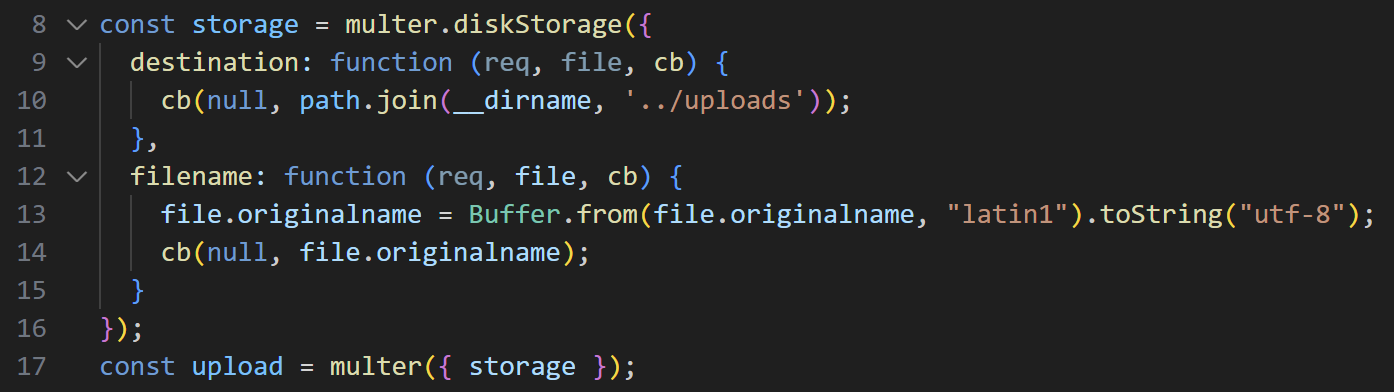 8 const storage = multer.diskStorage({
9 destination: function (req, file, cb) {
10 cb(null, path.join(__dirname, '../uploads'));
11 },
12 filename: function (req, file, cb) {
13 file.originalname = Buffer.from(file.originalname, "latin1").toString("utf-8");
14 cb(null, file.originalname);
15 }
16 });
17 const upload = multer({ storage });